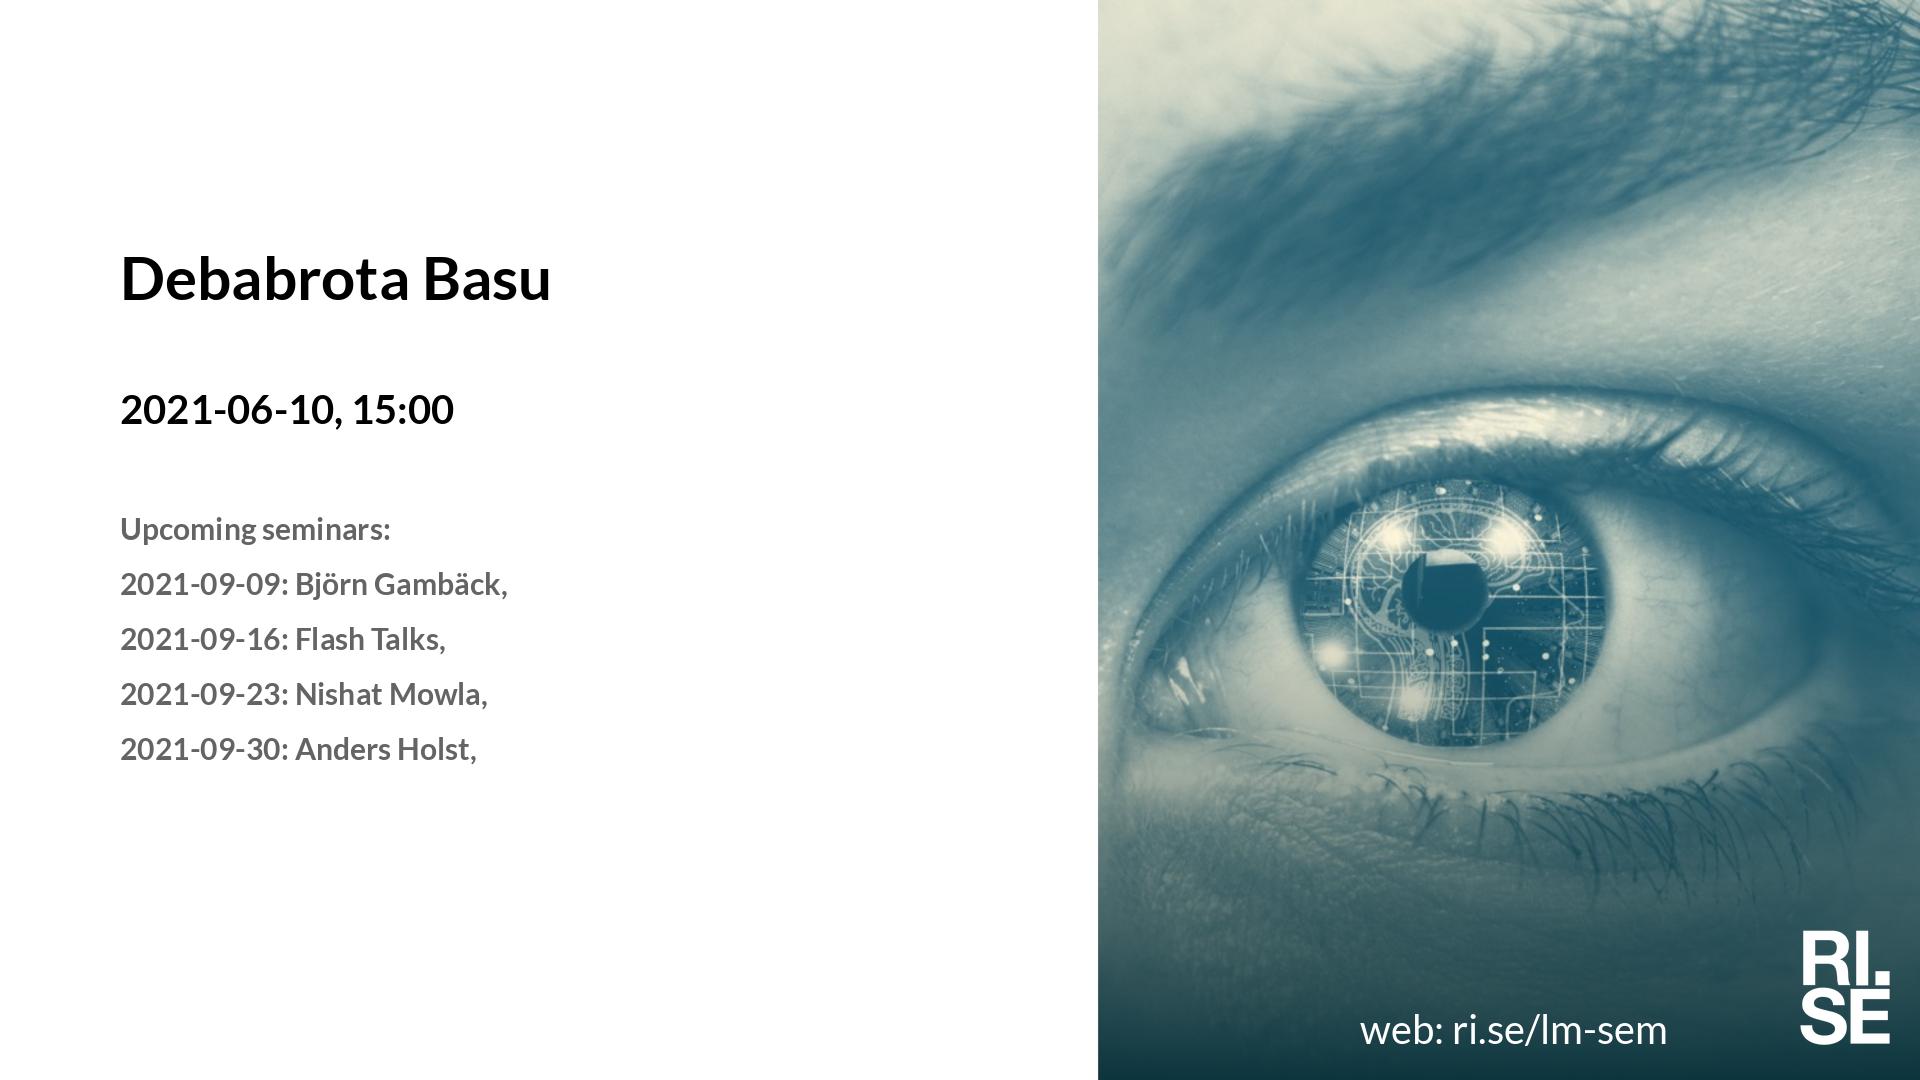 Debabrota Basu
2021-06-10, 15:00
Upcoming seminars:
2021-09-09: Björn Gambäck,
2021-09-16: Flash Talks,
2021-09-23: Nishat Mowla,
2021-09-30: Anders Holst,
web: ri.se/lm-sem
RI.
SE